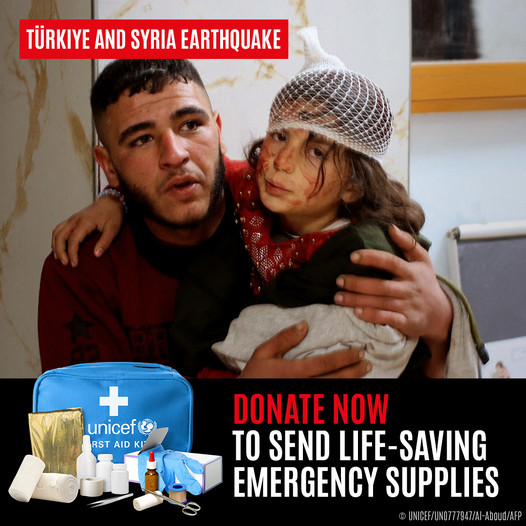 TÜRKIYE AND SYRIA EARTHQUAKE
unicef
FIRST AID KIT
DONATE NOW
TO SEND LIFE-SAVING
EMERGENCY SUPPLIES
© UNICEF/UN0777947/Al-Aboud/AFP